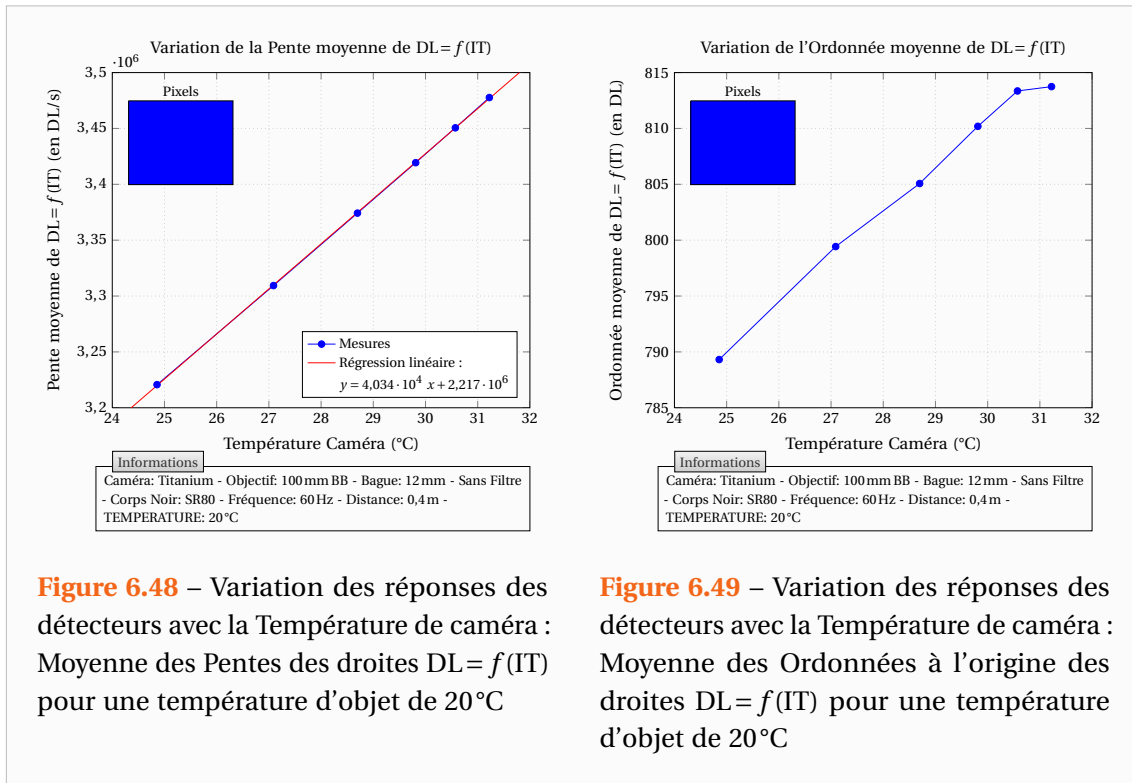 Variation de la Pente moyenne de DL = f (IT)
·10⁶
3,5
3,45
3,4
3,35
3,3
3,25
3,2
Pente moyenne de DL = f (IT) (en DL/s)
Pixels
Mesures
Régression linéaire :
y = 4,034 · 10⁴ x + 2,217 · 10⁶
24 25 26 27 28 29 30 31 32
Température Caméra (°C)
Informations
Caméra: Titanium - Objectif: 100 mm BB - Bague: 12 mm - Sans Filtre
- Corps Noir: SR80 - Fréquence: 60 Hz - Distance: 0,4 m -
TEMPERATURE: 20 °C
Figure 6.48 – Variation des réponses des
détecteurs avec la Température de caméra :
Moyenne des Pentes des droites DL = f (IT)
pour une température d'objet de 20 °C
Variation de l'Ordonnée moyenne de DL = f (IT)
815
810
805
800
795
790
785
Ordonnée moyenne de DL = f (IT) (en DL)
Pixels
24 25 26 27 28 29 30 31 32
Température Caméra (°C)
Informations
Caméra: Titanium - Objectif: 100 mm BB - Bague: 12 mm - Sans Filtre
- Corps Noir: SR80 - Fréquence: 60 Hz - Distance: 0,4 m -
TEMPERATURE: 20 °C
Figure 6.49 – Variation des réponses des
détecteurs avec la Température de caméra :
Moyenne des Ordonnées à l'origine des
droites DL = f (IT) pour une température
d'objet de 20 °C